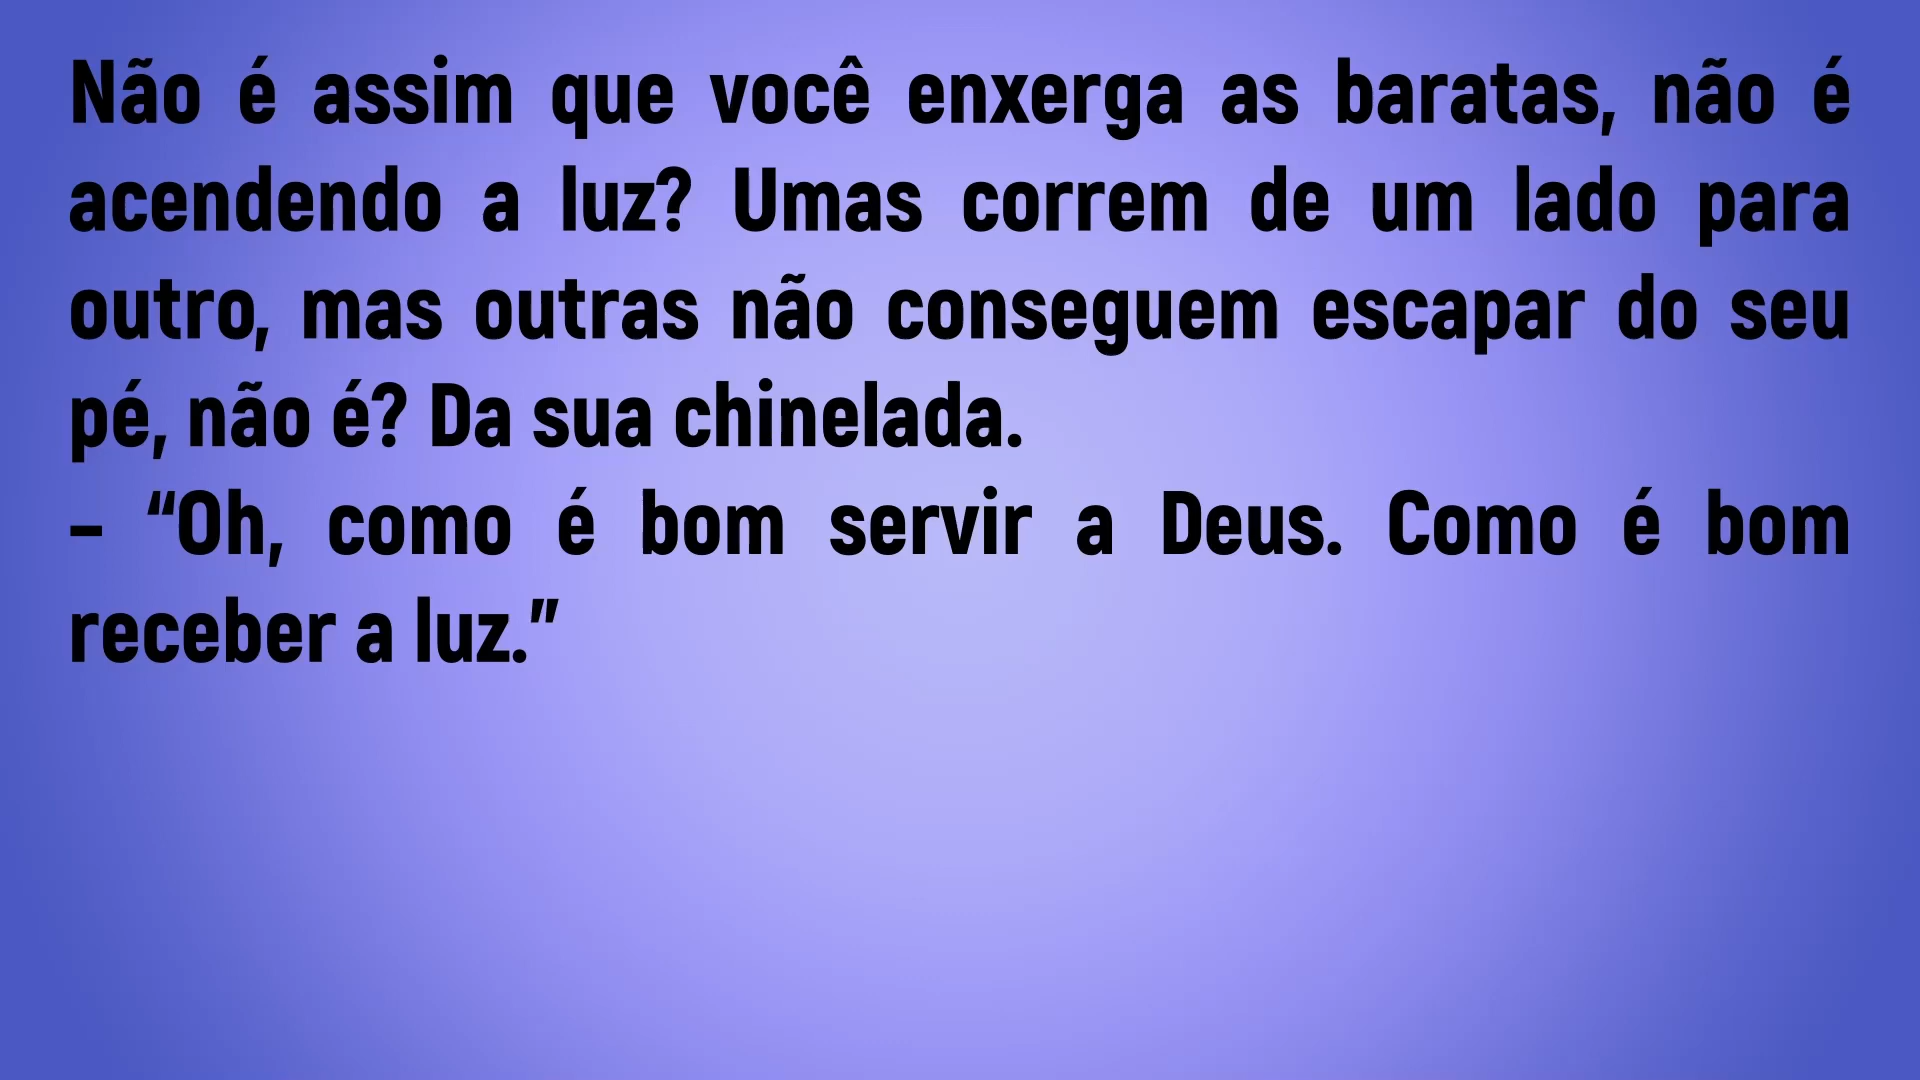 Não é assim que você enxerga as baratas, não é
acendendo a luz? Umas correm de um lado para
outro, mas outras não conseguem escapar do seu
pé, não é? Da sua chinelada.
– “Oh, como é bom servir a Deus. Como é bom
receber a luz.”